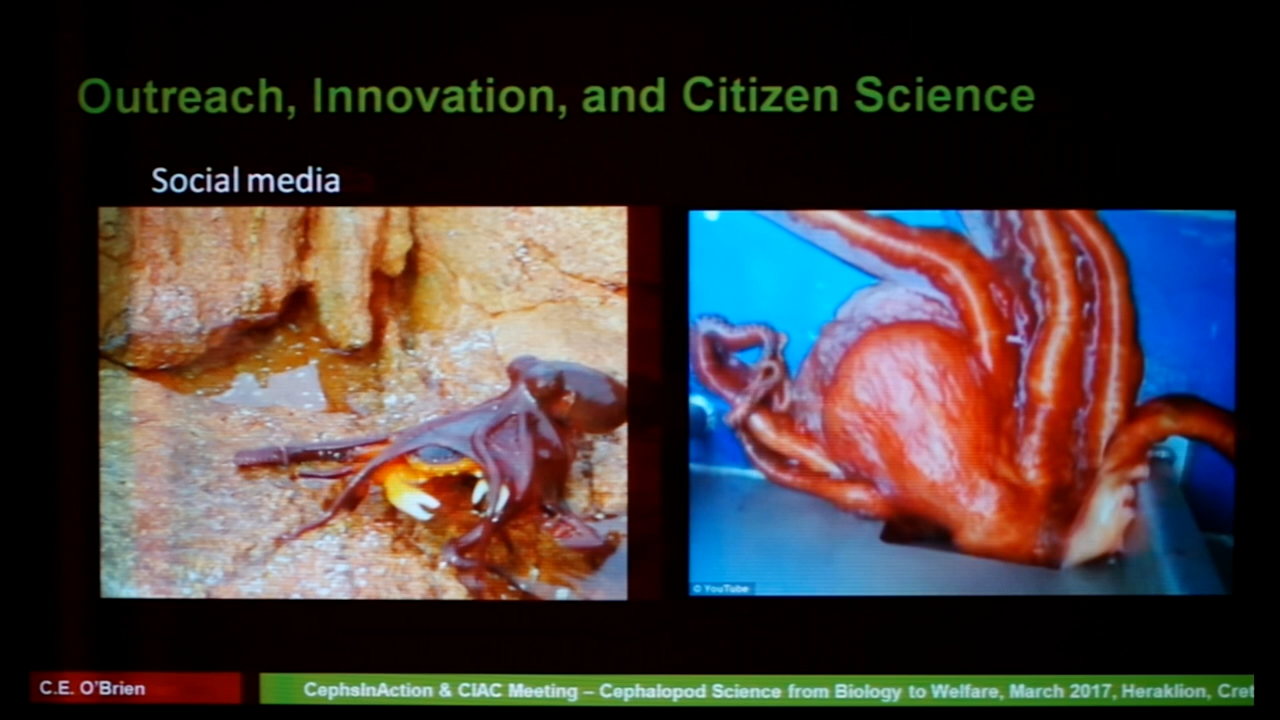 Outreach, Innovation, and Citizen Science
Social media
© YouTube
C.E. O'Brien
CephsInAction & CIAC Meeting – Cephalopod Science from Biology to Welfare, March 2017, Heraklion, Cret